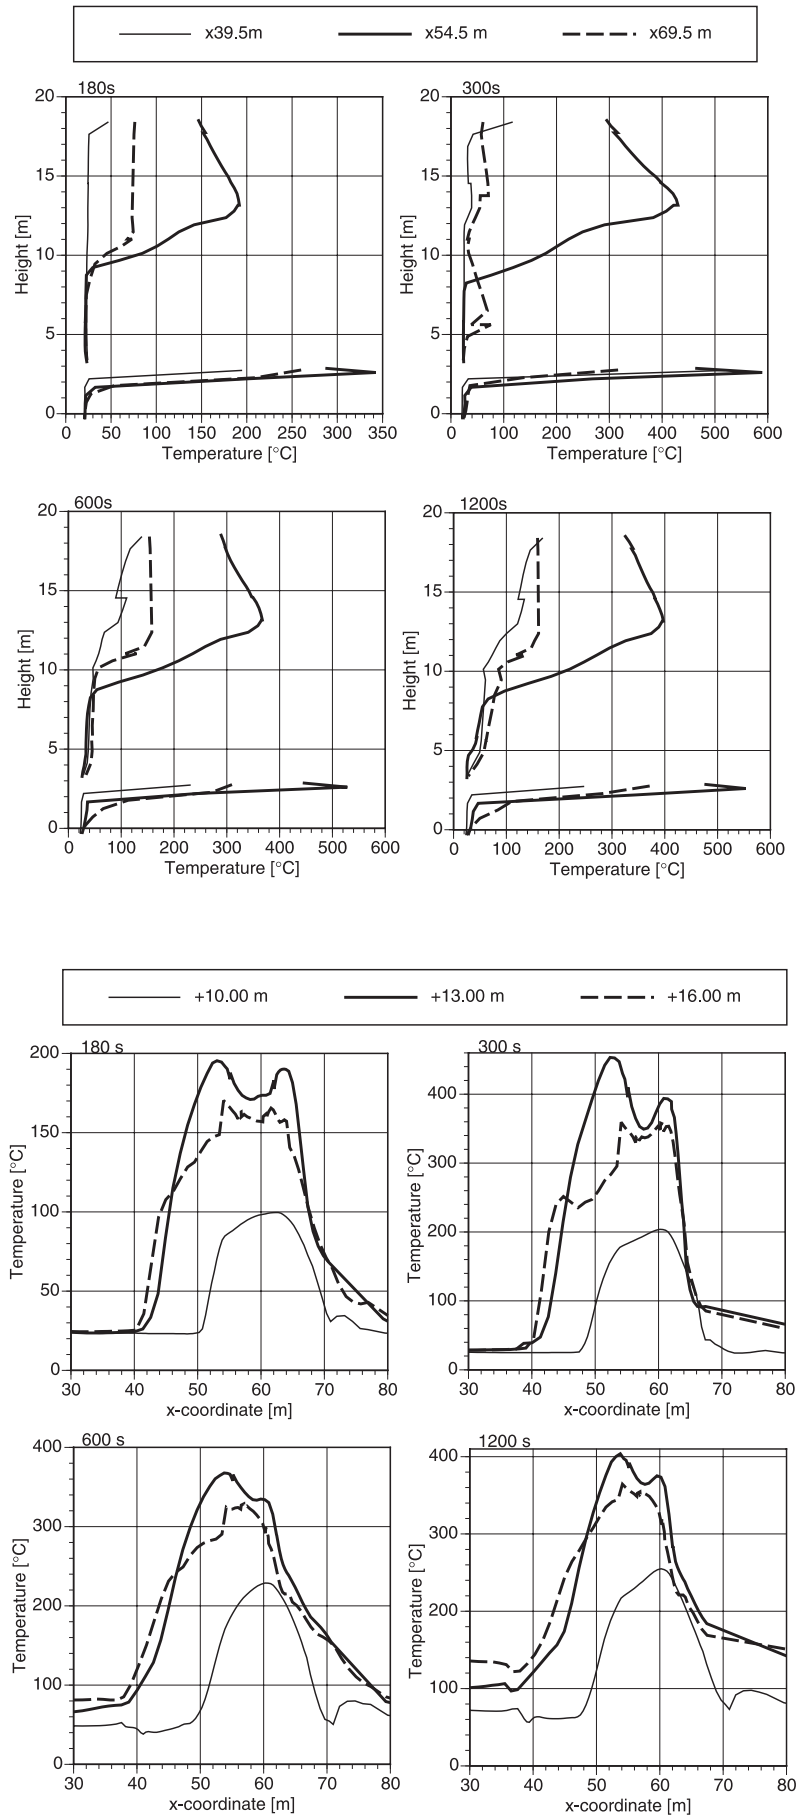 x39.5m x54.5 m x69.5 m
180s
20
15
10
5
0
Height [m]
0 50 100 150 200 250 300 350
Temperature [°C]
300s
20
15
10
5
0
Height [m]
0 100 200 300 400 500 600
Temperature [°C]
600s
20
15
10
5
0
Height [m]
0 100 200 300 400 500 600
Temperature [°C]
1200s
20
15
10
5
0
Height [m]
0 100 200 300 400 500 600
Temperature [°C]
+10.00 m +13.00 m +16.00 m
180 s
200
150
100
50
0
Temperature [°C]
30 40 50 60 70 80
x-coordinate [m]
300 s
400
300
200
100
0
Temperature [°C]
30 40 50 60 70 80
x-coordinate [m]
600 s
400
300
200
100
0
Temperature [°C]
30 40 50 60 70 80
x-coordinate [m]
1200 s
400
300
200
100
0
Temperature [°C]
30 40 50 60 70 80
x-coordinate [m]